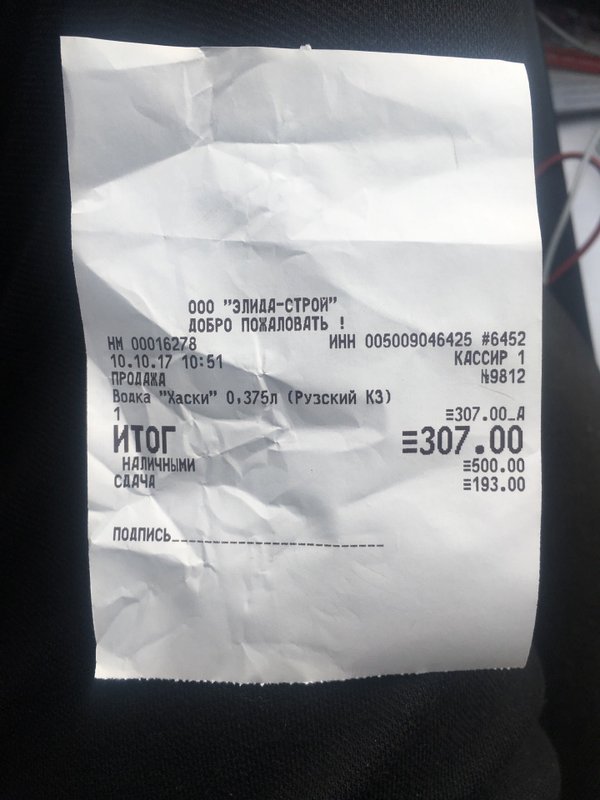 ООО "ЭЛИДА-СТРОЙ"
ДОБРО ПОЖАЛОВАТЬ !
НМ 00016278 ИНН 005009046425 #6452
10.10.17 10:51 КАССИР 1
ПРОДАЖА №9812
Водка "Хаски" 0,375л (Рузский КЗ)
1 ≡307.00_А
ИТОГ ≡307.00
НАЛИЧНЫМИ ≡500.00
СДАЧА ≡193.00
ПОДПИСЬ__________________________